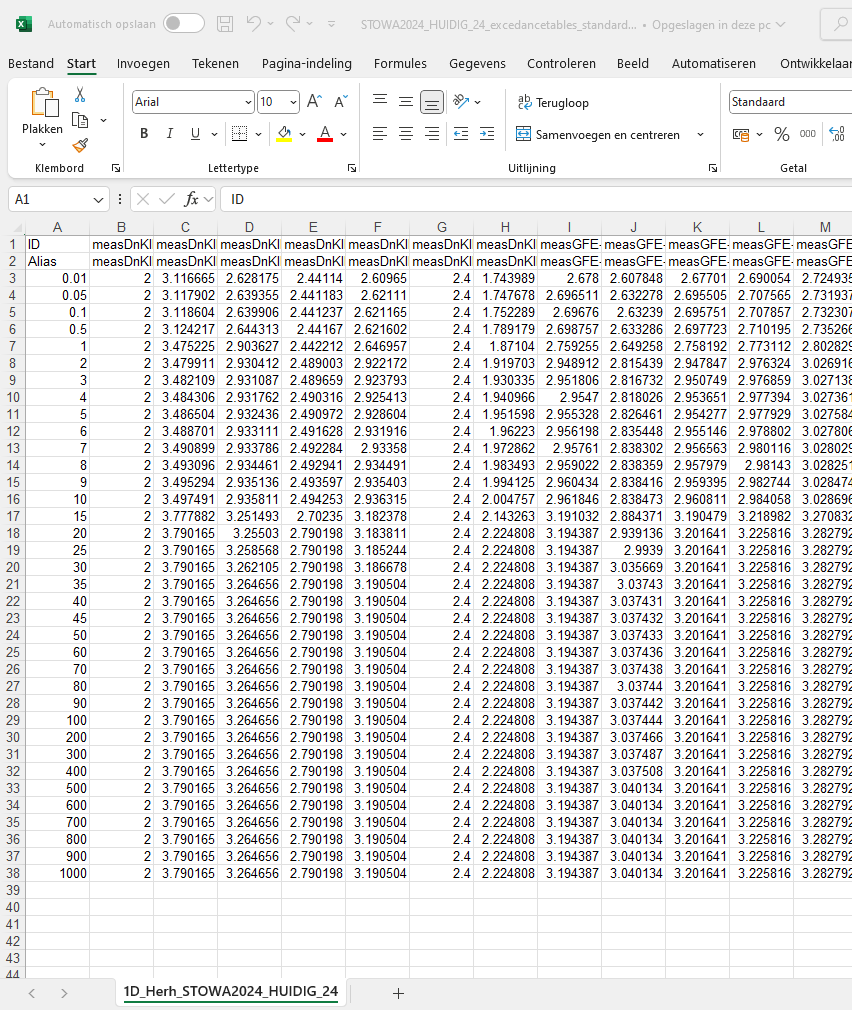 Automatisch opslaan STOWA2024_HUIDIG_24_excedancetables_standard... • Opgeslagen in deze pc
Bestand Start Invoegen Tekenen Pagina-indeling Formules Gegevens Controleren Beeld Automatiseren Ontwikkelaar
Plakken Arial 10 A A ab Terugloop Standaard
B I U A Samenvoegen en centreren % 000
Klembord Lettertype Uitlijning Getal
A1 fx ID
A B C D E F G H I J K L M
1 ID measDnKl measDnKl measDnKl measDnKl measDnKl measDnKl measDnKl measGFE- measGFE- measGFE- measGFE- measGFE
2 Alias measDnKl measDnKl measDnKl measDnKl measDnKl measDnKl measDnKl measGFE- measGFE- measGFE- measGFE- measGFE
3 0.01 2 3.116665 2.628175 2.44114 2.60965 2.4 1.743989 2.678 2.607848 2.67701 2.690054 2.724935
4 0.05 2 3.117902 2.639355 2.441183 2.62111 2.4 1.747678 2.696511 2.632278 2.695505 2.707565 2.731937
5 0.1 2 3.118604 2.639906 2.441237 2.621165 2.4 1.752289 2.69676 2.63239 2.695751 2.707857 2.732307
6 0.5 2 3.124217 2.644313 2.44167 2.621602 2.4 1.789179 2.698757 2.633286 2.697723 2.710195 2.735266
7 1 2 3.475225 2.903627 2.442212 2.646957 2.4 1.87104 2.759255 2.649258 2.758192 2.773112 2.802829
8 2 2 3.479911 2.930412 2.489003 2.922172 2.4 1.919703 2.948912 2.815439 2.947847 2.976324 3.026916
9 3 2 3.482109 2.931087 2.489659 2.923793 2.4 1.930335 2.951806 2.816732 2.950749 2.976859 3.027138
10 4 2 3.484306 2.931762 2.490316 2.925413 2.4 1.940966 2.9547 2.818026 2.953651 2.977394 3.027361
11 5 2 3.486504 2.932436 2.490972 2.928604 2.4 1.951598 2.955328 2.826461 2.954277 2.977929 3.027584
12 6 2 3.488701 2.933111 2.491628 2.931916 2.4 1.96223 2.956198 2.835448 2.955146 2.978802 3.027806
13 7 2 3.490899 2.933786 2.492284 2.93358 2.4 1.972862 2.95761 2.838302 2.956563 2.980116 3.028029
14 8 2 3.493096 2.934461 2.492941 2.934491 2.4 1.983493 2.959022 2.838359 2.957979 2.98143 3.028251
15 9 2 3.495294 2.935136 2.493597 2.935403 2.4 1.994125 2.960434 2.838416 2.959395 2.982744 3.028474
16 10 2 3.497491 2.935811 2.494253 2.936315 2.4 2.004757 2.961846 2.838473 2.960811 2.984058 3.028696
17 15 2 3.777882 3.251493 2.70235 3.182378 2.4 2.143263 3.191032 2.884371 3.190479 3.218982 3.270832
18 20 2 3.790165 3.25503 2.790198 3.183811 2.4 2.224808 3.194387 2.939136 3.201641 3.225816 3.282792
19 25 2 3.790165 3.258568 2.790198 3.185244 2.4 2.224808 3.194387 2.9939 3.201641 3.225816 3.282792
20 30 2 3.790165 3.262105 2.790198 3.186678 2.4 2.224808 3.194387 3.035669 3.201641 3.225816 3.282792
21 35 2 3.790165 3.264656 2.790198 3.190504 2.4 2.224808 3.194387 3.03743 3.201641 3.225816 3.282792
22 40 2 3.790165 3.264656 2.790198 3.190504 2.4 2.224808 3.194387 3.037431 3.201641 3.225816 3.282792
23 45 2 3.790165 3.264656 2.790198 3.190504 2.4 2.224808 3.194387 3.037432 3.201641 3.225816 3.282792
24 50 2 3.790165 3.264656 2.790198 3.190504 2.4 2.224808 3.194387 3.037433 3.201641 3.225816 3.282792
25 60 2 3.790165 3.264656 2.790198 3.190504 2.4 2.224808 3.194387 3.037436 3.201641 3.225816 3.282792
26 70 2 3.790165 3.264656 2.790198 3.190504 2.4 2.224808 3.194387 3.037438 3.201641 3.225816 3.282792
27 80 2 3.790165 3.264656 2.790198 3.190504 2.4 2.224808 3.194387 3.03744 3.201641 3.225816 3.282792
28 90 2 3.790165 3.264656 2.790198 3.190504 2.4 2.224808 3.194387 3.037442 3.201641 3.225816 3.282792
29 100 2 3.790165 3.264656 2.790198 3.190504 2.4 2.224808 3.194387 3.037444 3.201641 3.225816 3.282792
30 200 2 3.790165 3.264656 2.790198 3.190504 2.4 2.224808 3.194387 3.037466 3.201641 3.225816 3.282792
31 300 2 3.790165 3.264656 2.790198 3.190504 2.4 2.224808 3.194387 3.037487 3.201641 3.225816 3.282792
32 400 2 3.790165 3.264656 2.790198 3.190504 2.4 2.224808 3.194387 3.037508 3.201641 3.225816 3.282792
33 500 2 3.790165 3.264656 2.790198 3.190504 2.4 2.224808 3.194387 3.040134 3.201641 3.225816 3.282792
34 600 2 3.790165 3.264656 2.790198 3.190504 2.4 2.224808 3.194387 3.040134 3.201641 3.225816 3.282792
35 700 2 3.790165 3.264656 2.790198 3.190504 2.4 2.224808 3.194387 3.040134 3.201641 3.225816 3.282792
36 800 2 3.790165 3.264656 2.790198 3.190504 2.4 2.224808 3.194387 3.040134 3.201641 3.225816 3.282792
37 900 2 3.790165 3.264656 2.790198 3.190504 2.4 2.224808 3.194387 3.040134 3.201641 3.225816 3.282792
38 1000 2 3.790165 3.264656 2.790198 3.190504 2.4 2.224808 3.194387 3.040134 3.201641 3.225816 3.282792
39
40
41
42
43
44
1D_Herh_STOWA2024_HUIDIG_24